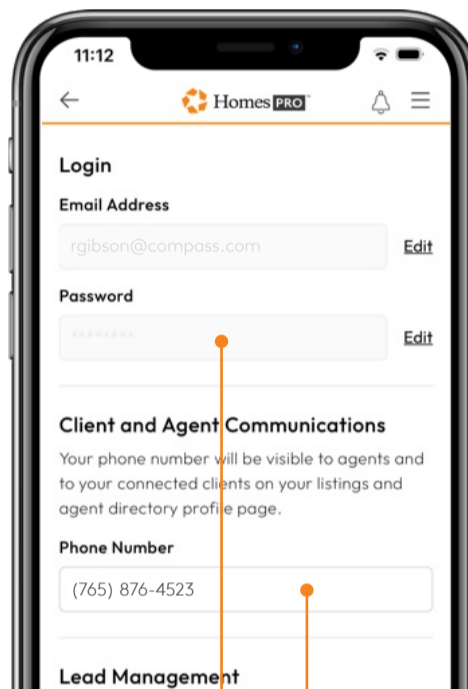 11:12
Homes PRO™
Login
Email Address
rgibson@compass.com
Edit
Password
********
Edit
Client and Agent Communications
Your phone number will be visible to agents and
to your connected clients on your listings and
agent directory profile page.
Phone Number
(765) 876-4523
Lead Management